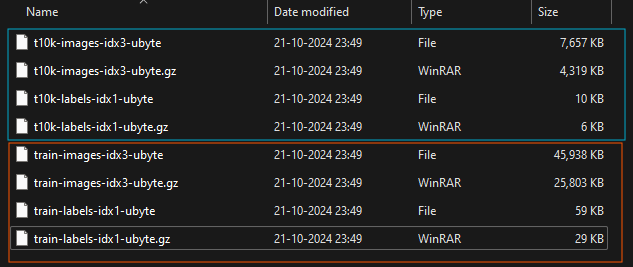 Name Date modified Type Size
t10k-images-idx3-ubyte 21-10-2024 23:49 File 7,657 KB
t10k-images-idx3-ubyte.gz 21-10-2024 23:49 WinRAR 4,319 KB
t10k-labels-idx1-ubyte 21-10-2024 23:49 File 10 KB
t10k-labels-idx1-ubyte.gz 21-10-2024 23:49 WinRAR 6 KB
train-images-idx3-ubyte 21-10-2024 23:49 File 45,938 KB
train-images-idx3-ubyte.gz 21-10-2024 23:49 WinRAR 25,803 KB
train-labels-idx1-ubyte 21-10-2024 23:49 File 59 KB
train-labels-idx1-ubyte.gz 21-10-2024 23:49 WinRAR 29 KB